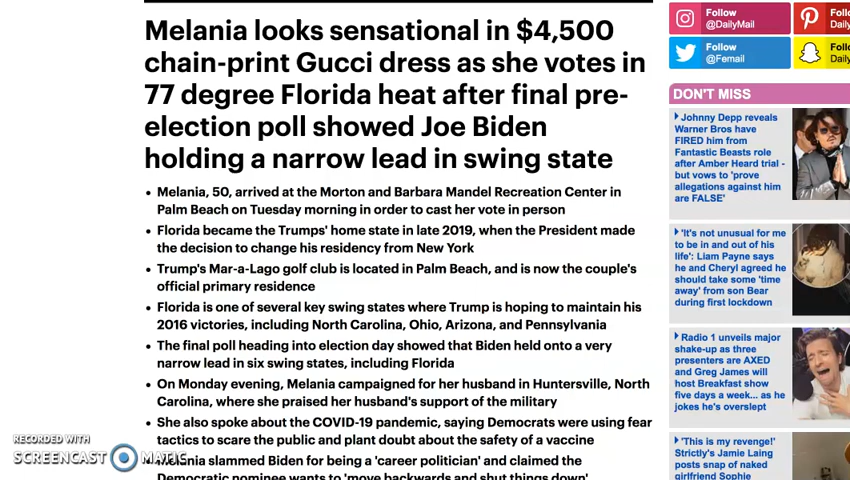 Melania looks sensational in $4,500
chain-print Gucci dress as she votes in
77 degree Florida heat after final pre-
election poll showed Joe Biden
holding a narrow lead in swing state
• Melania, 50, arrived at the Morton and Barbara Mandel Recreation Center in
Palm Beach on Tuesday morning in order to cast her vote in person
• Florida became the Trumps' home state in late 2019, when the President made
the decision to change his residency from New York
• Trump's Mar-a-Lago golf club is located in Palm Beach, and is now the couple's
official primary residence
• Florida is one of several key swing states where Trump is hoping to maintain his
2016 victories, including North Carolina, Ohio, Arizona, and Pennsylvania
• The final poll heading into election day showed that Biden held onto a very
narrow lead in six swing states, including Florida
• On Monday evening, Melania campaigned for her husband in Huntersville, North
Carolina, where she praised her husband's support of the military
• She also spoke about the COVID-19 pandemic, saying Democrats were using fear
tactics to scare the public and plant doubt about the safety of a vaccine
• Melania slammed Biden for being a 'career politician' and claimed the
Democratic nominee wants to 'move backwards and shut things down'
Follow
@DailyMail
Follow
@Femail
Follo
Daily
Follo
Daily
DON'T MISS
Johnny Depp reveals
Warner Bros have
FIRED him from
Fantastic Beasts role
after Amber Heard trial -
but vows to 'prove
allegations against him
are FALSE'
'It's not unusual for me
to be in and out of his
life': Liam Payne says
he and Cheryl agreed he
should take some 'time
away' from son Bear
during first lockdown
Radio 1 unveils major
shake-up as three
presenters are AXED
and Greg James will
host Breakfast show
five days a week... as he
jokes he's overslept
'This is my revenge!'
Strictly's Jamie Laing
posts snap of naked
girlfriend Sophie
RECORDED WITH
SCREENCAST MATIC